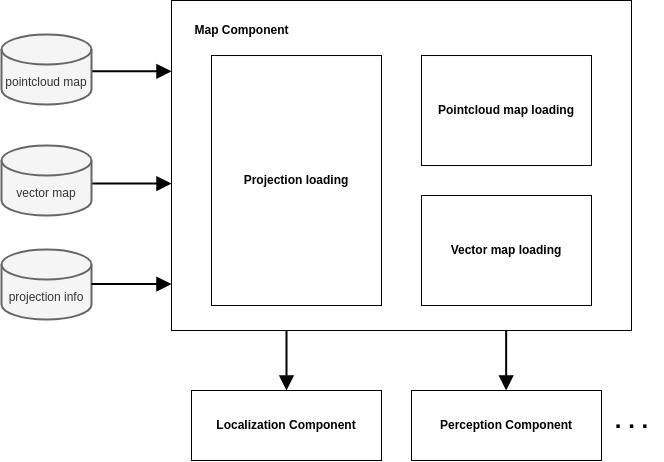 Map Component
pointcloud map
vector map
projection info
Projection loading
Pointcloud map loading
Vector map loading
Localization Component
Perception Component
. . .